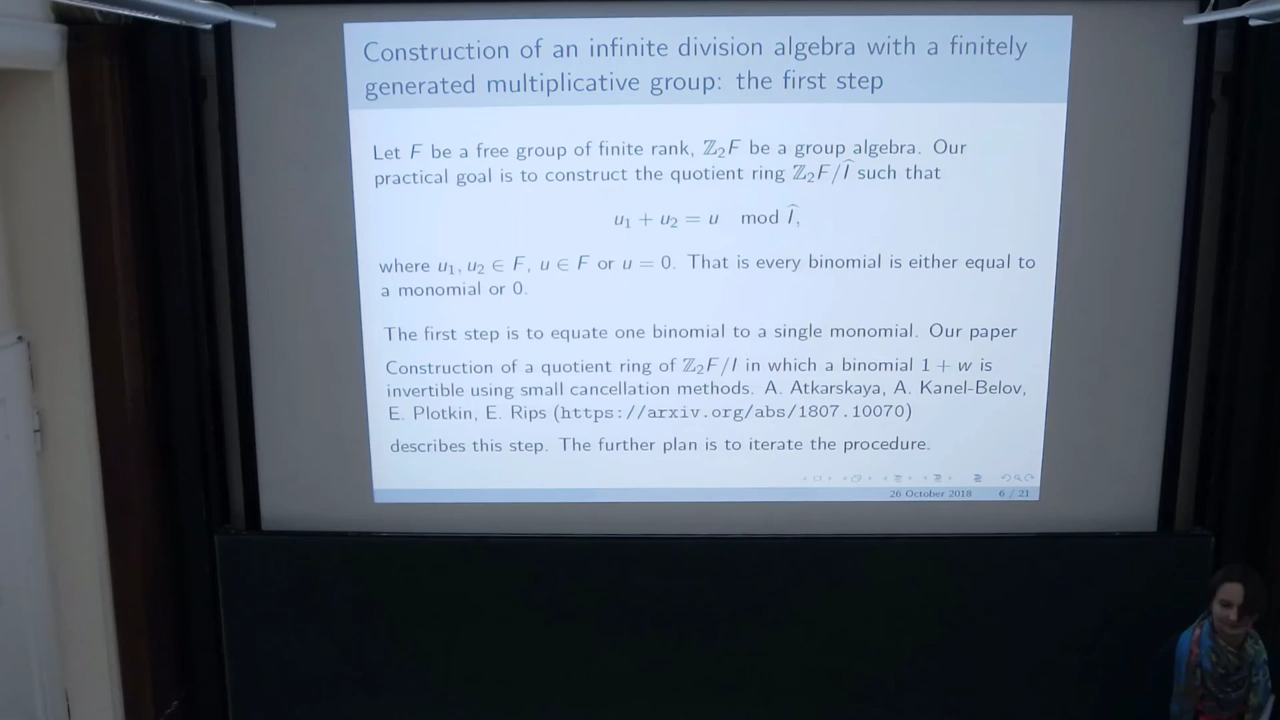 Construction of an infinite division algebra with a finitely
generated multiplicative group: the first step
Let F be a free group of finite rank, ℤ₂F be a group algebra. Our
practical goal is to construct the quotient ring ℤ₂F/Î such that
u₁ + u₂ = u mod Î,
where u₁, u₂ ∈ F, u ∈ F or u = 0. That is every binomial is either equal to
a monomial or 0.
The first step is to equate one binomial to a single monomial. Our paper
Construction of a quotient ring of ℤ₂F/I in which a binomial 1 + w is
invertible using small cancellation methods. A. Atkarskaya, A. Kanel-Belov,
E. Plotkin, E. Rips (https://arxiv.org/abs/1807.10070)
describes this step. The further plan is to iterate the procedure.
26 October 2018 6 / 21